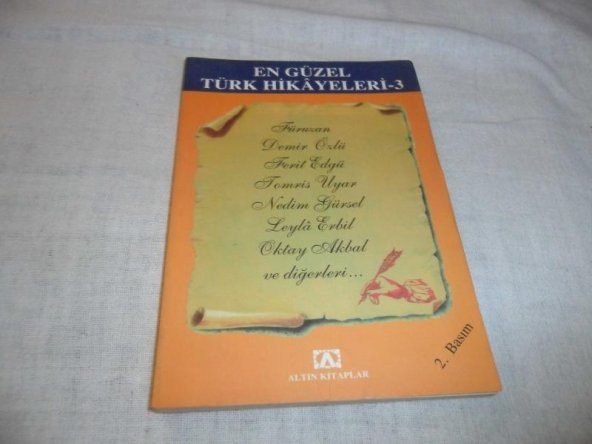 EN GÜZEL
TÜRK HİKÂYELERİ-3
Füruzan
Demir Özlü
Ferit Edgü
Tomris Uyar
Nedim Gürsel
Leylâ Erbil
Oktay Akbal
ve diğerleri...
2. Basım
ALTIN KİTAPLAR